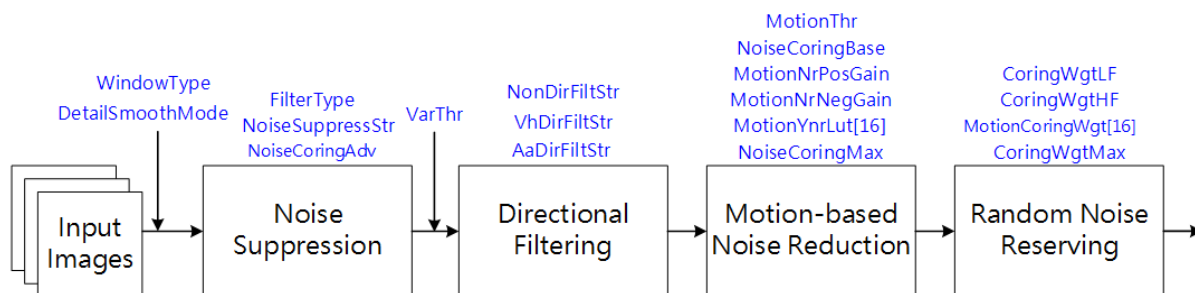 WindowType
DetailSmoothMode
FilterType
NoiseSuppressStr
NoiseCoringAdv
VarThr
NonDirFiltStr
VhDirFiltStr
AaDirFiltStr
MotionThr
NoiseCoringBase
MotionNrPosGain
MotionNrNegGain
MotionYnrLut[16]
NoiseCoringMax
CoringWgtLF
CoringWgtHF
MotionCoringWgt[16]
CoringWgtMax
Input
Images
Noise
Suppression
Directional
Filtering
Motion-based
Noise Reduction
Random Noise
Reserving